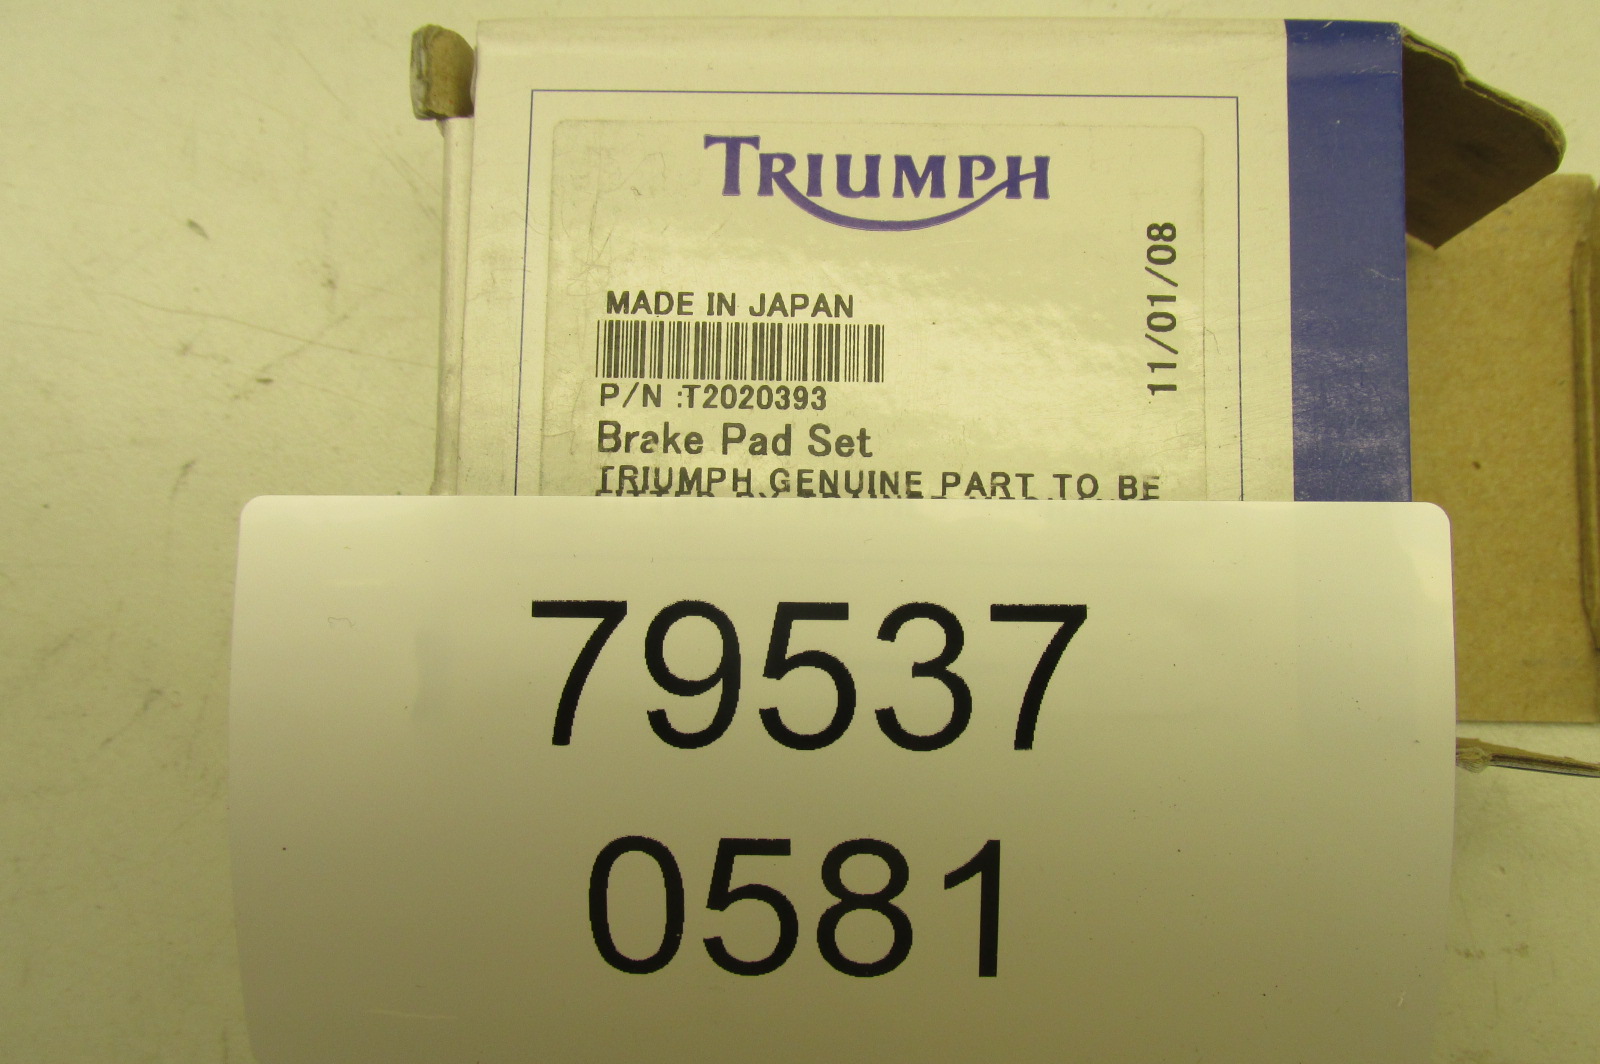 TRIUMPH
11/01/08
MADE IN JAPAN
P/N :T2020393
Brake Pad Set
TRIUMPH GENUINE PART TO BE
79537
0581